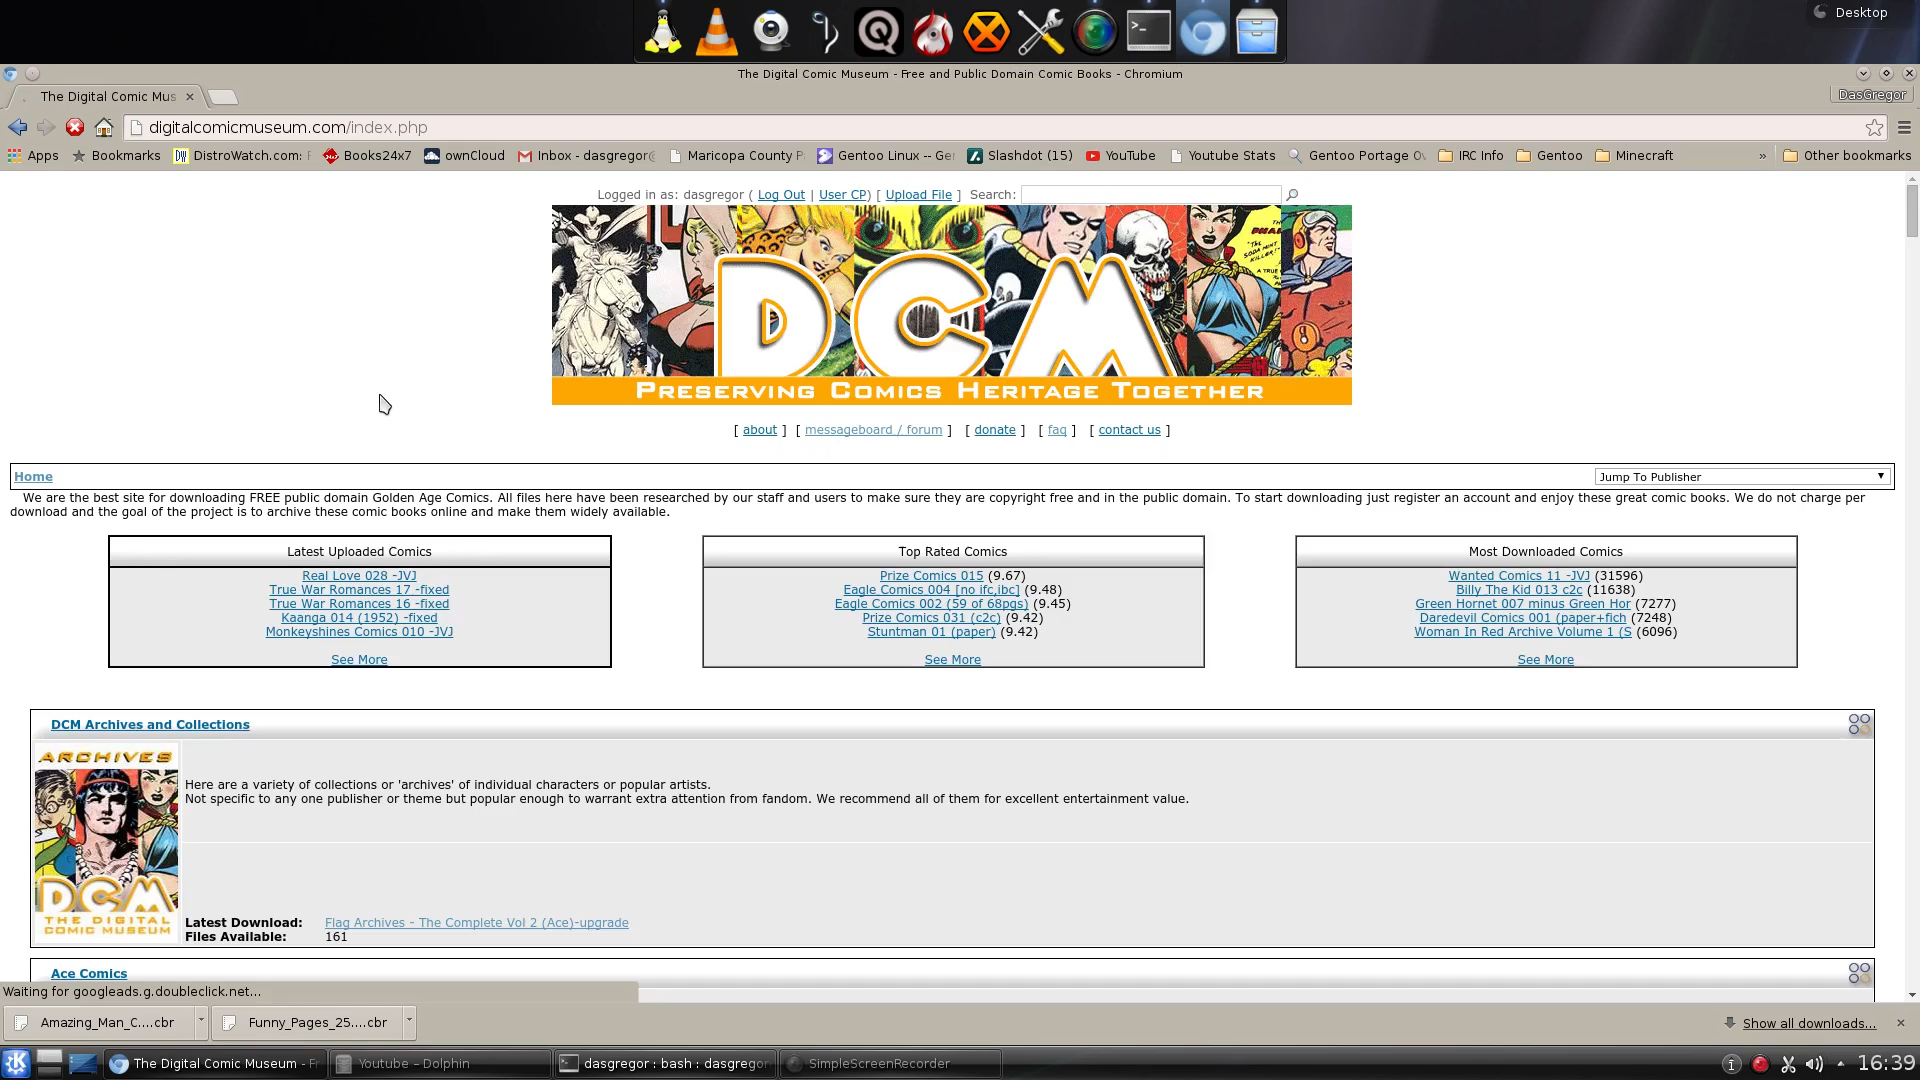 Desktop
The Digital Comic Museum - Free and Public Domain Comic Books - Chromium
The Digital Comic Mus
DasGregor
digitalcomicmuseum.com/index.php
Apps Bookmarks DistroWatch.com: Books24x7 ownCloud Inbox - dasgregor@ Maricopa County Gentoo Linux -- Slashdot (15) YouTube Youtube Stats Gentoo Portage IRC Info Gentoo Minecraft » Other bookmarks
Logged in as: dasgregor ( Log Out | User CP) [ Upload File ] Search:
DCM
Preserving Comics Heritage Together
[ about ] [ messageboard / forum ] [ donate ] [ faq ] [ contact us ]
Home
Jump To Publisher
We are the best site for downloading FREE public domain Golden Age Comics. All files here have been researched by our staff and users to make sure they are copyright free and in the public domain. To start downloading just register an account and enjoy these great comic books. We do not charge per
download and the goal of the project is to archive these comic books online and make them widely available.
Latest Uploaded Comics
Real Love 028 -JVJ
True War Romances 17 -fixed
True War Romances 16 -fixed
Kaanga 014 (1952) -fixed
Monkeyshines Comics 010 -JVJ
See More
Top Rated Comics
Prize Comics 015 (9.67)
Eagle Comics 004 [no ifc,ibc] (9.48)
Eagle Comics 002 (59 of 68pgs) (9.45)
Prize Comics 031 (c2c) (9.42)
Stuntman 01 (paper) (9.42)
See More
Most Downloaded Comics
Wanted Comics 11 -JVJ (31596)
Billy The Kid 013 c2c (11638)
Green Hornet 007 minus Green Hor (7277)
Daredevil Comics 001 (paper+fich (7248)
Woman In Red Archive Volume 1 (S (6096)
See More
DCM Archives and Collections
ARCHIVES
DCM
THE DIGITAL
COMIC MUSEUM
Here are a variety of collections or 'archives' of individual characters or popular artists.
Not specific to any one publisher or theme but popular enough to warrant extra attention from fandom. We recommend all of them for excellent entertainment value.
Latest Download: Flag Archives - The Complete Vol 2 (Ace)-upgrade
Files Available: 161
Ace Comics
Waiting for googleads.g.doubleclick.net...
Amazing_Man_C....cbr
Funny_Pages_25....cbr
Show all downloads...
The Digital Comic Museum - F
Youtube – Dolphin
dasgregor : bash : dasgrego
SimpleScreenRecorder
16:39